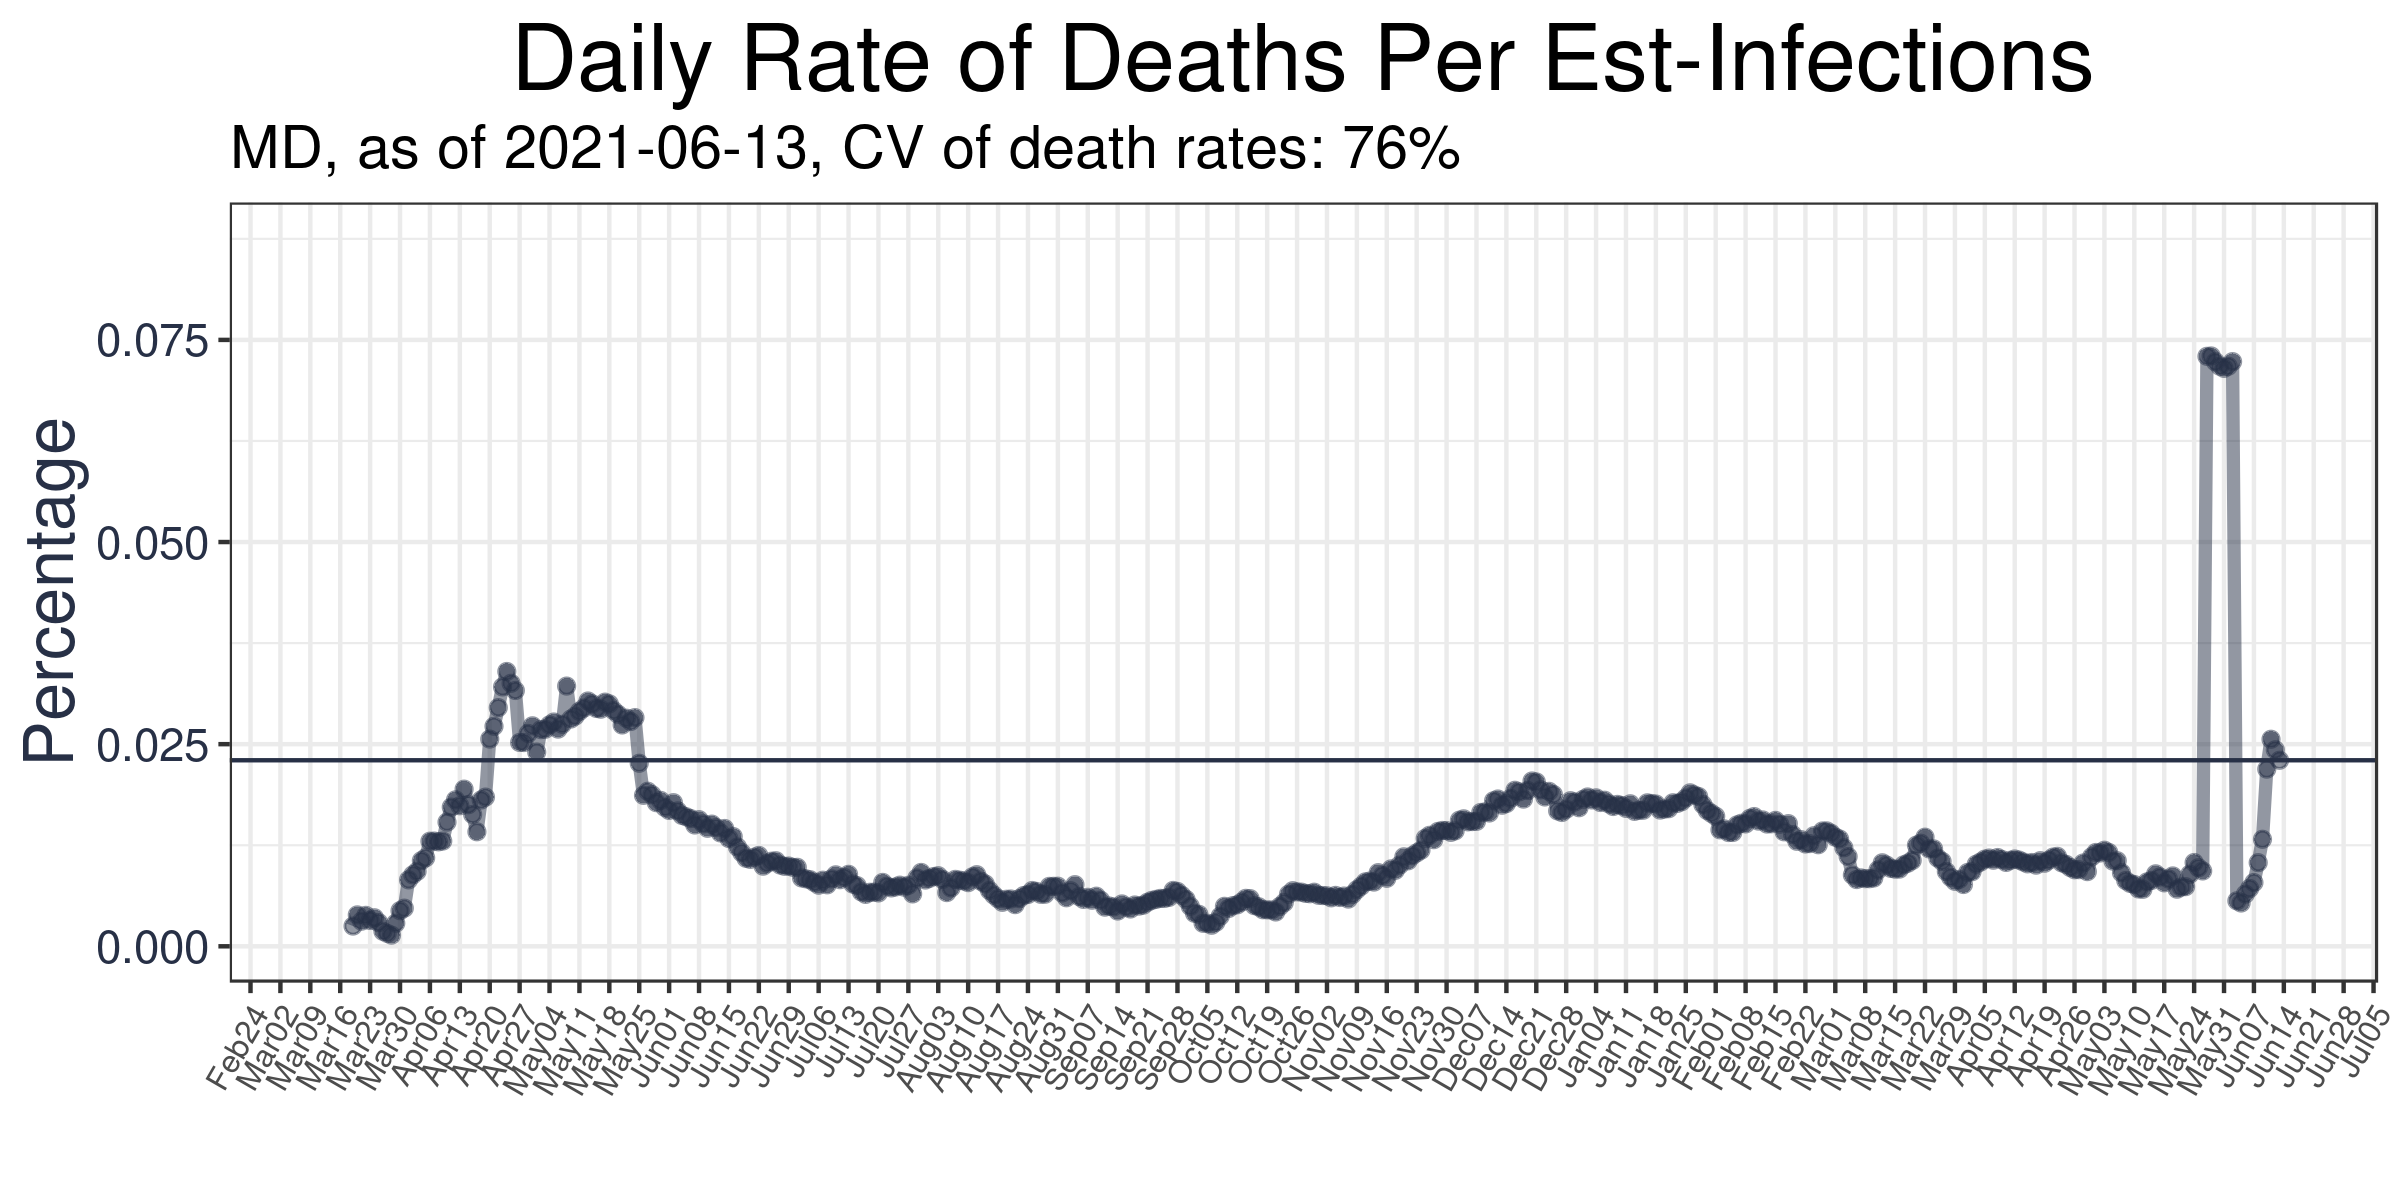 Daily Rate of Deaths Per Est-Infections
MD, as of 2021-06-13, CV of death rates: 76%
Percentage
0.075
0.050
0.025
0.000
Feb24
Mar02
Mar09
Mar16
Mar23
Mar30
Apr06
Apr13
Apr20
Apr27
May04
May11
May18
May25
Jun01
Jun08
Jun15
Jun22
Jun29
Jul06
Jul13
Jul20
Jul27
Aug03
Aug10
Aug17
Aug24
Aug31
Sep07
Sep14
Sep21
Sep28
Oct05
Oct12
Oct19
Oct26
Nov02
Nov09
Nov16
Nov23
Nov30
Dec07
Dec14
Dec21
Dec28
Jan04
Jan11
Jan18
Jan25
Feb01
Feb08
Feb15
Feb22
Mar01
Mar08
Mar15
Mar22
Mar29
Apr05
Apr12
Apr19
Apr26
May03
May10
May17
May24
May31
Jun07
Jun14
Jun21
Jun28
Jul05